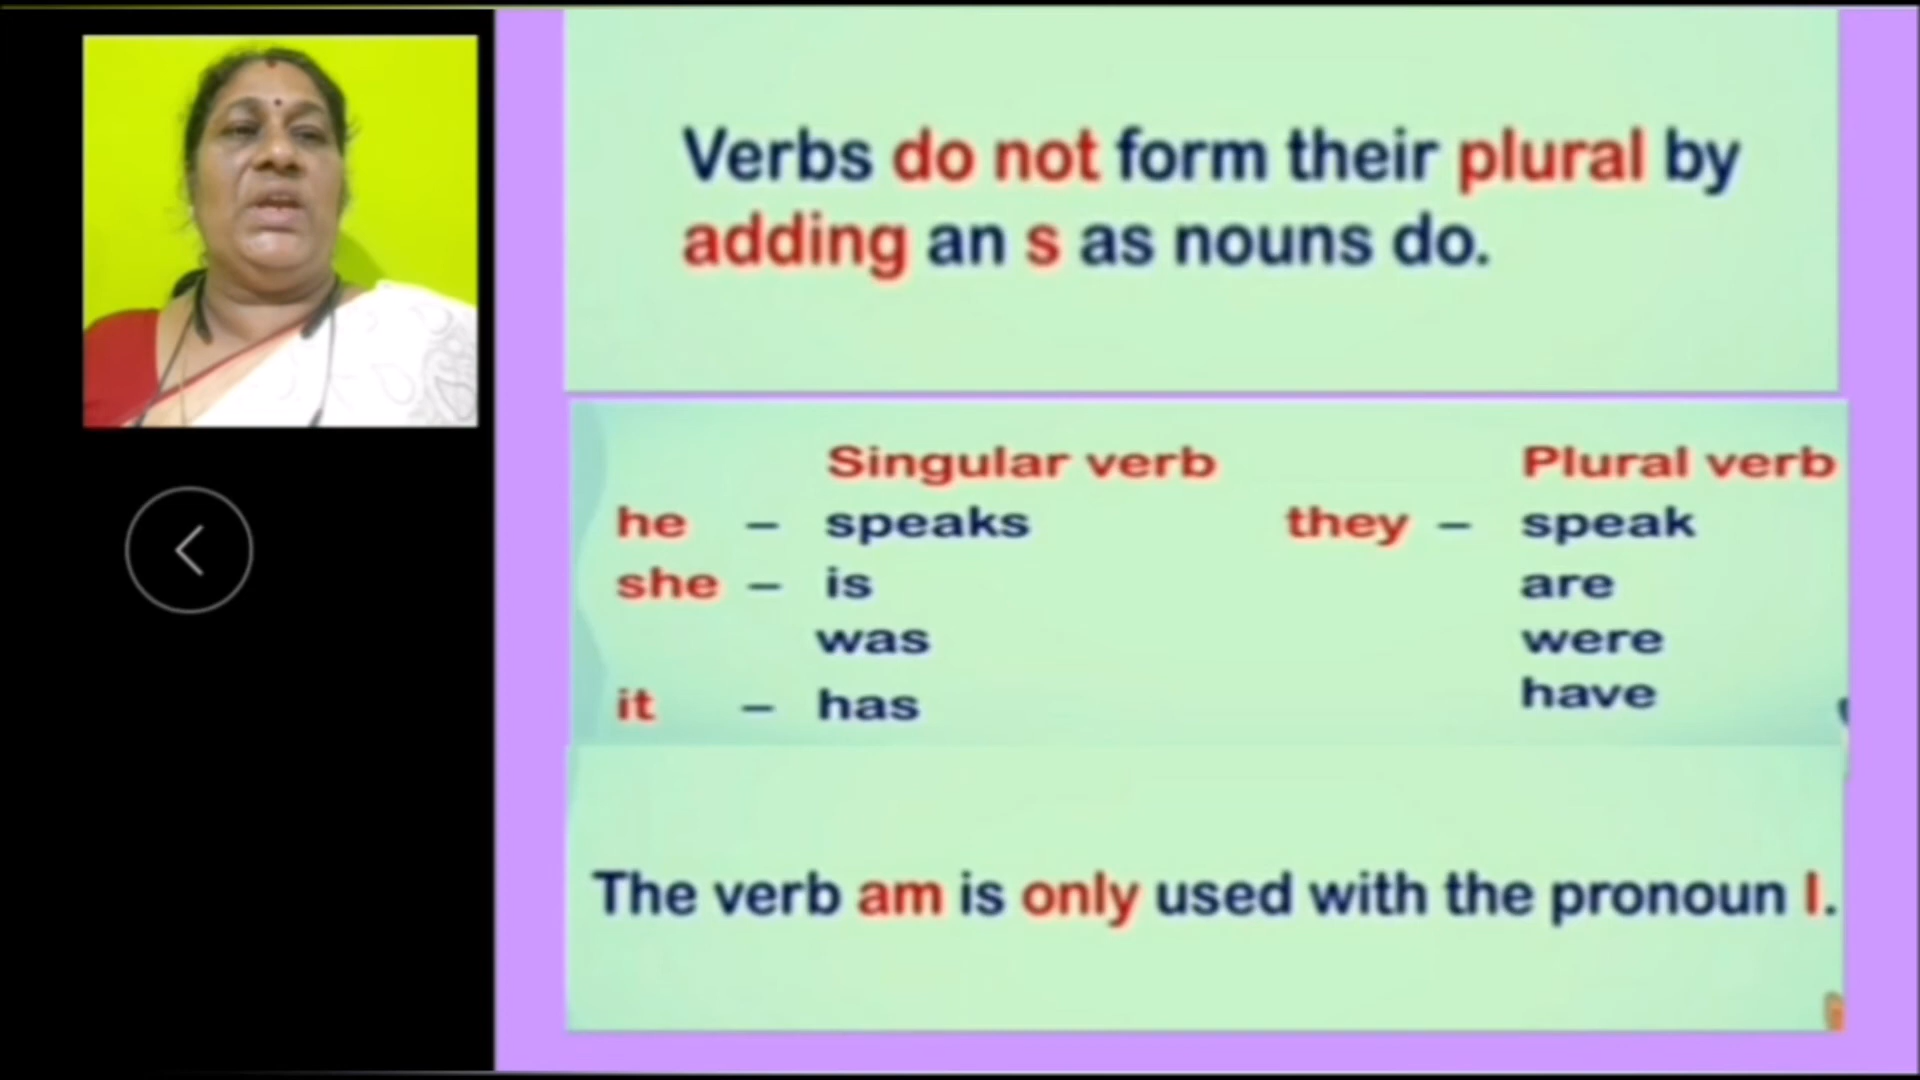 Verbs do not form their plural by
adding an s as nouns do.
Singular verb Plural verb
he – speaks they – speak
she – is are
was were
it – has have
The verb am is only used with the pronoun I.